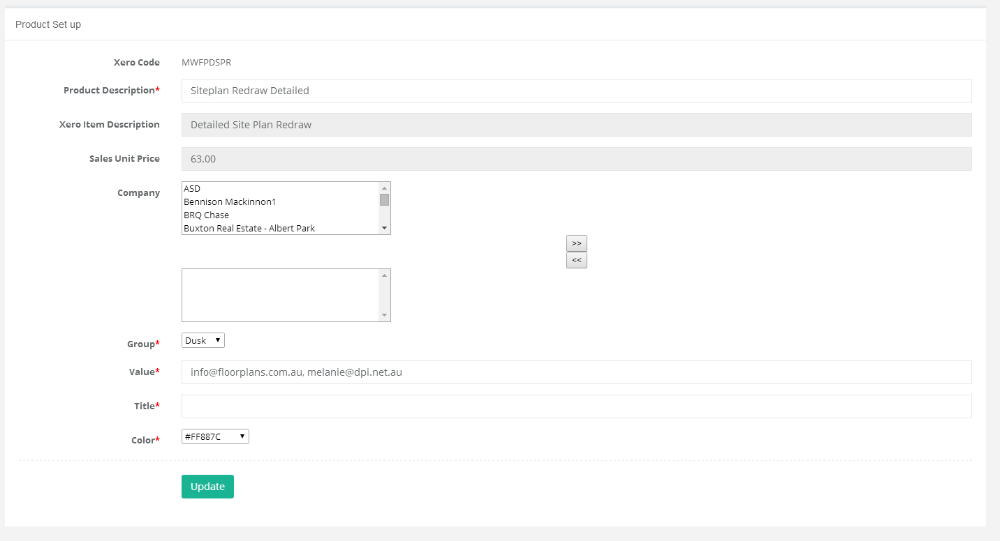 Product Set up
Xero Code MWFPDSPR
Product Description* Siteplan Redraw Detailed
Xero Item Description Detailed Site Plan Redraw
Sales Unit Price 63.00
Company ASD
Bennison Mackinnon1
BRQ Chase
Buxton Real Estate - Albert Park
>>
<<
Group* Dusk
Value* info@floorplans.com.au, melanie@dpi.net.au
Title*
Color* #FF887C
Update